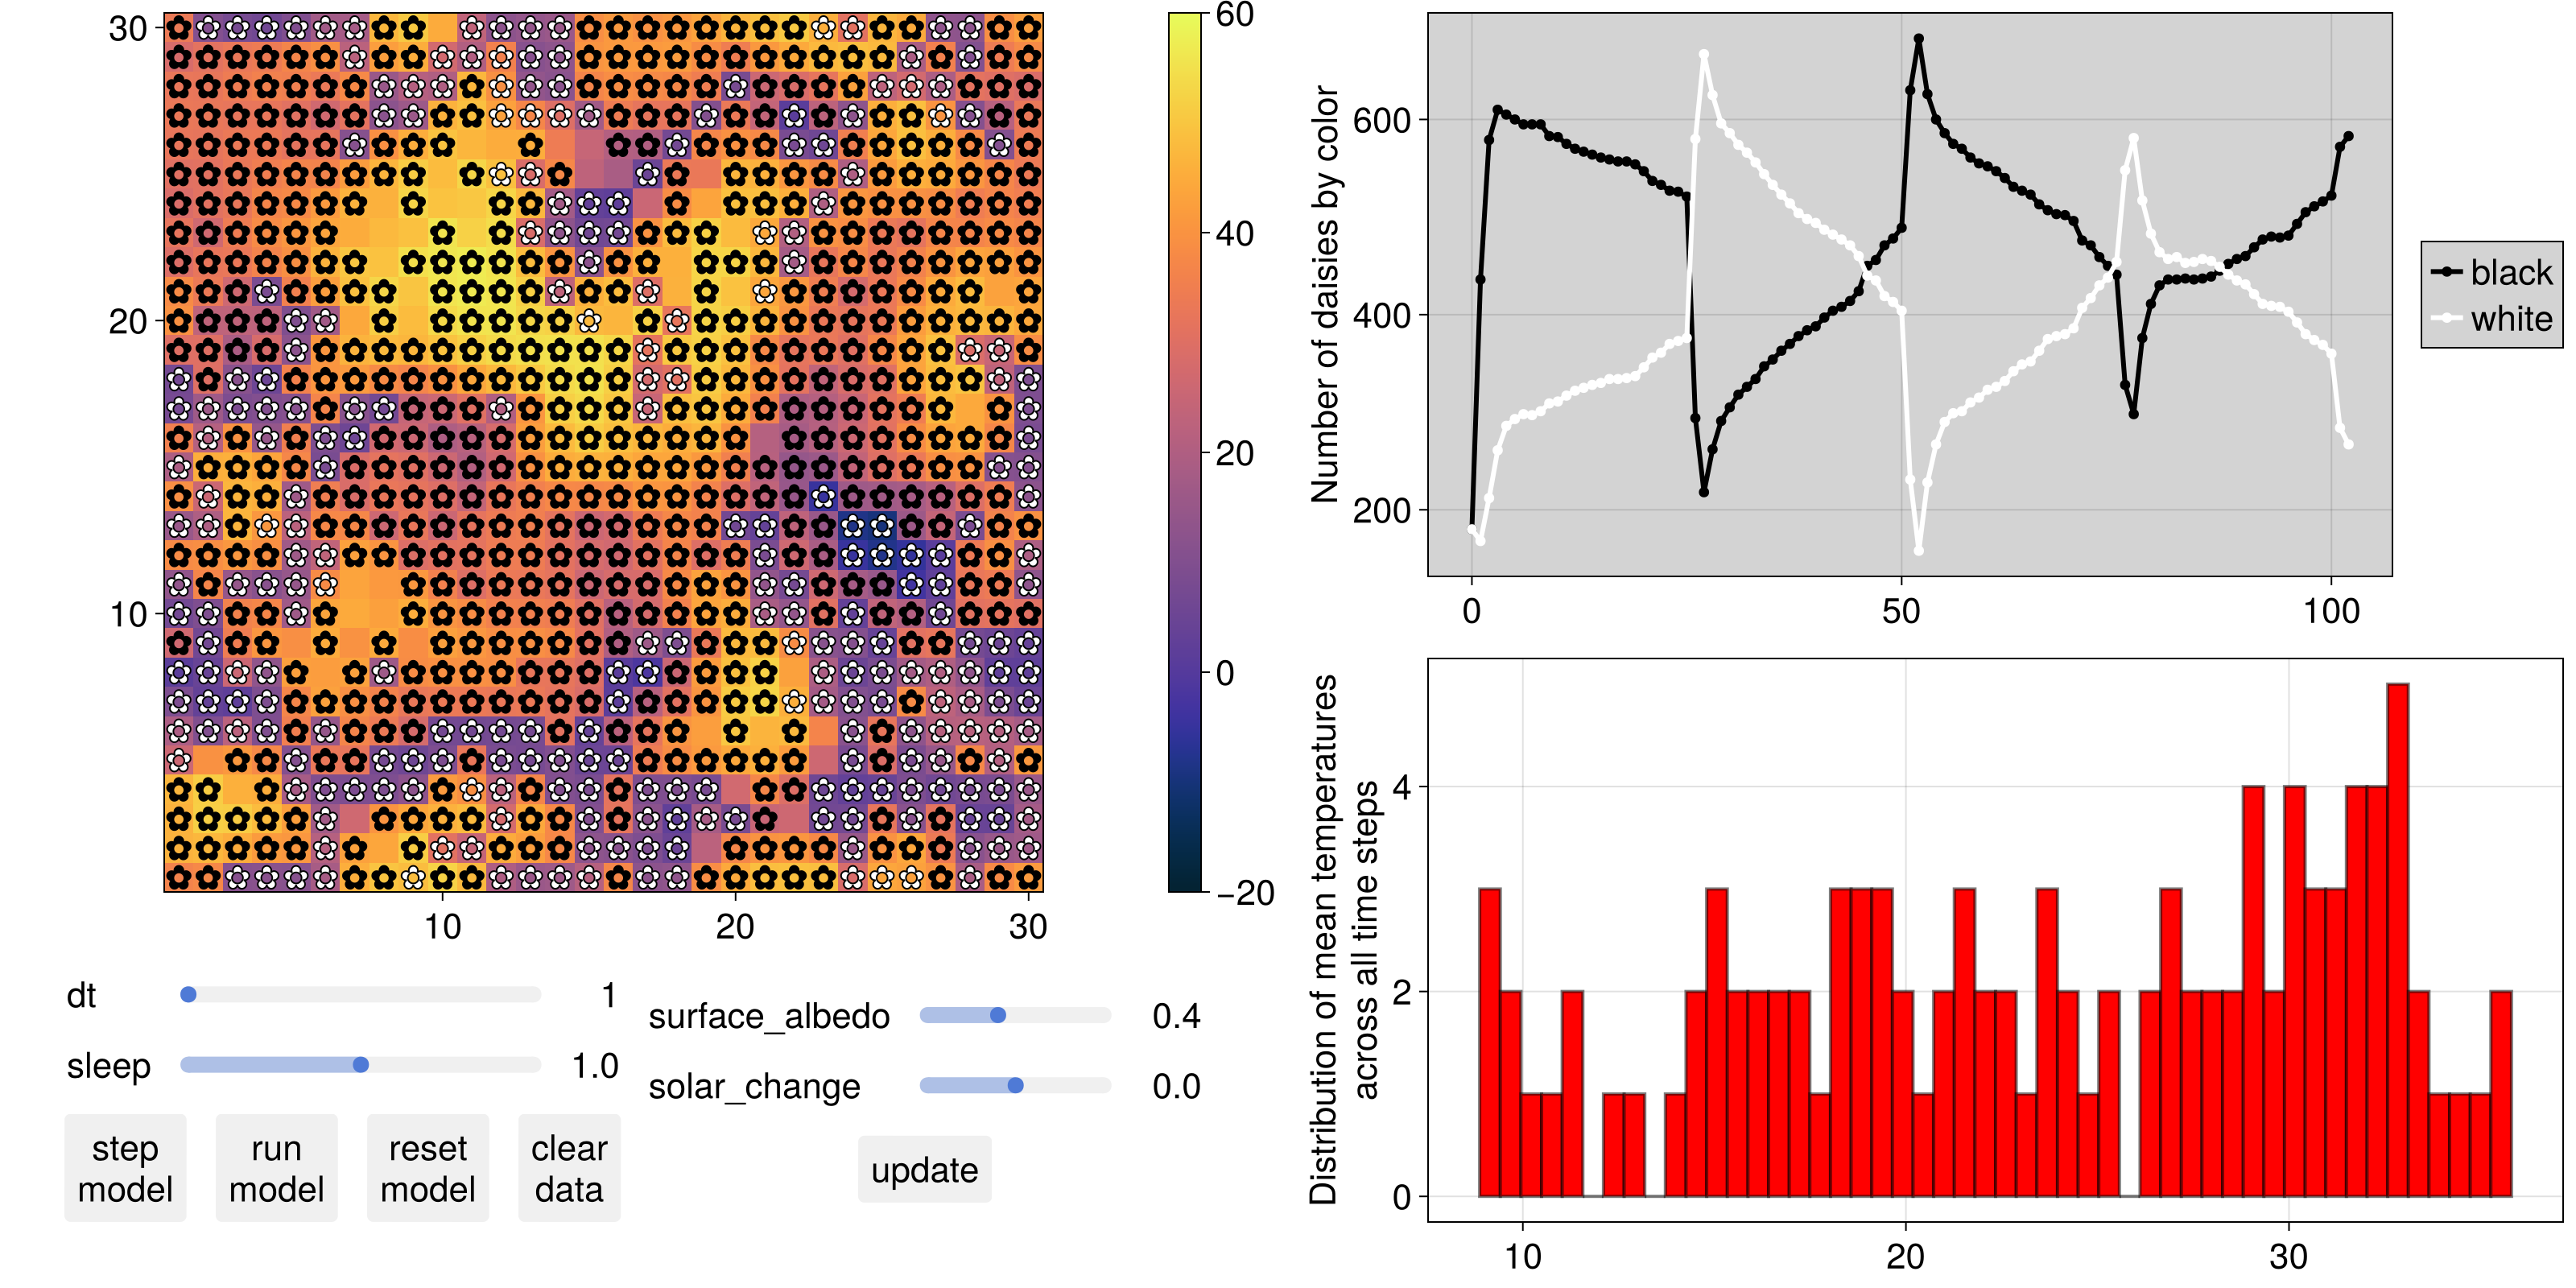 30
20
10
10
20
30
60
40
20
0
−20
Number of daisies by color
600
400
200
0
50
100
black
white
Distribution of mean temperatures
across all time steps
4
2
0
10
20
30
dt
1
sleep
1.0
surface_albedo
0.4
solar_change
0.0
step
model
run
model
reset
model
clear
data
update